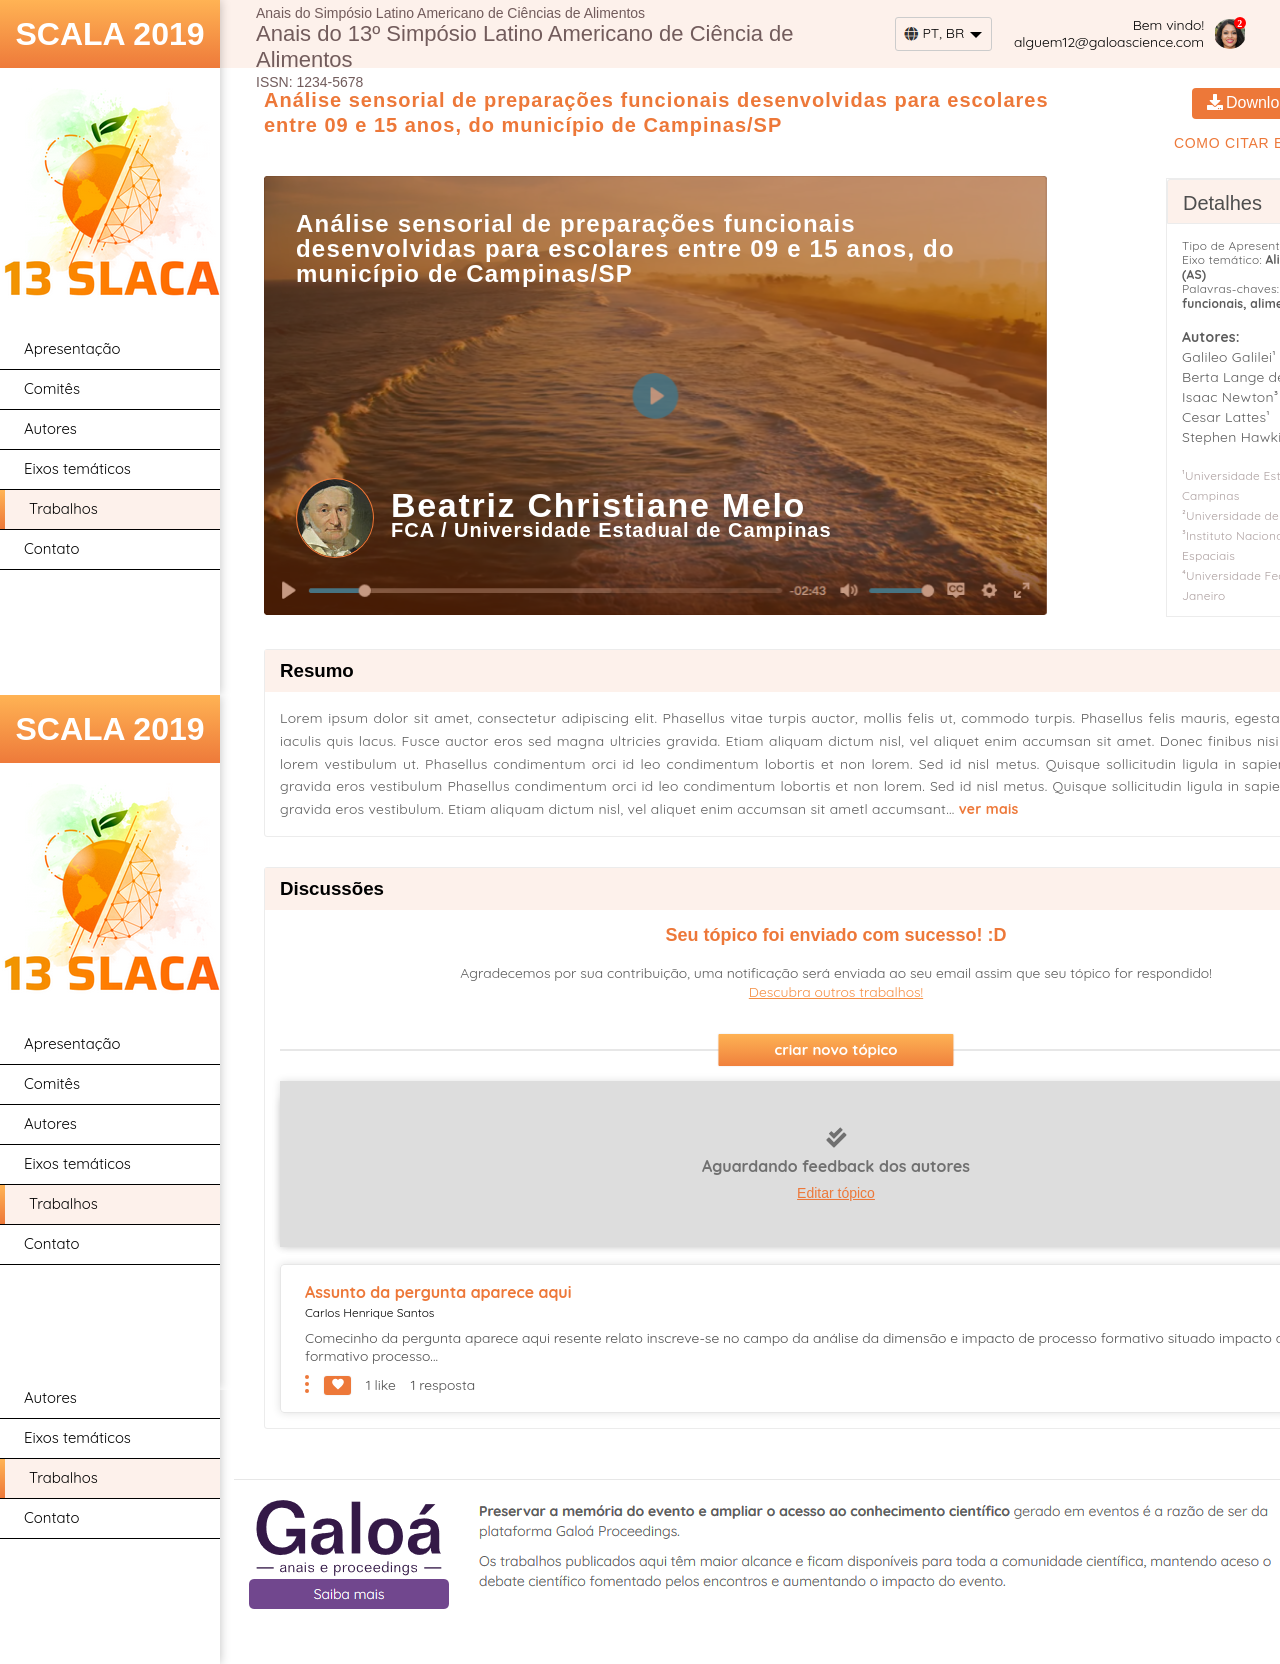 SCALA 2019
13 SLACA
Apresentação
Comitês
Autores
Eixos temáticos
Trabalhos
Contato
SCALA 2019
13 SLACA
Apresentação
Comitês
Autores
Eixos temáticos
Trabalhos
Contato
Autores
Eixos temáticos
Trabalhos
Contato
Anais do Simpósio Latino Americano de Ciências de Alimentos
Anais do 13º Simpósio Latino Americano de Ciência de
Alimentos
ISSN: 1234-5678
PT, BR
Bem vindo!
alguem12@galoascience.com
2
Análise sensorial de preparações funcionais desenvolvidas para escolares
entre 09 e 15 anos, do município de Campinas/SP
Downlo
COMO CITAR E
Análise sensorial de preparações funcionais
desenvolvidas para escolares entre 09 e 15 anos, do
município de Campinas/SP
Beatriz Christiane Melo
FCA / Universidade Estadual de Campinas
-02:43
CC
Detalhes
Tipo de Apresent
Eixo temático: Ali
(AS)
Palavras-chaves:
funcionais, alime
Autores:
Galileo Galilei¹
Berta Lange de
Isaac Newton³
Cesar Lattes¹
Stephen Hawki
¹Universidade Est
Campinas
²Universidade de
³Instituto Naciona
Espaciais
⁴Universidade Fed
Janeiro
Resumo
Lorem ipsum dolor sit amet, consectetur adipiscing elit. Phasellus vitae turpis auctor, mollis felis ut, commodo turpis. Phasellus felis mauris, egesta
iaculis quis lacus. Fusce auctor eros sed magna ultricies gravida. Etiam aliquam dictum nisl, vel aliquet enim accumsan sit amet. Donec finibus nisi
lorem vestibulum ut. Phasellus condimentum orci id leo condimentum lobortis et non lorem. Sed id nisl metus. Quisque sollicitudin ligula in sapien
gravida eros vestibulum Phasellus condimentum orci id leo condimentum lobortis et non lorem. Sed id nisl metus. Quisque sollicitudin ligula in sapie
gravida eros vestibulum. Etiam aliquam dictum nisl, vel aliquet enim accumsan sit ametl accumsant... ver mais
Discussões
Seu tópico foi enviado com sucesso! :D
Agradecemos por sua contribuição, uma notificação será enviada ao seu email assim que seu tópico for respondido!
Descubra outros trabalhos!
criar novo tópico
Aguardando feedback dos autores
Editar tópico
Assunto da pergunta aparece aqui
Carlos Henrique Santos
Comecinho da pergunta aparece aqui resente relato inscreve-se no campo da análise da dimensão e impacto de processo formativo situado impacto d
formativo processo...
1 like 1 resposta
Galoá
anais e proceedings
Saiba mais
Preservar a memória do evento e ampliar o acesso ao conhecimento científico gerado em eventos é a razão de ser da
plataforma Galoá Proceedings.
Os trabalhos publicados aqui têm maior alcance e ficam disponíveis para toda a comunidade científica, mantendo aceso o
debate científico fomentado pelos encontros e aumentando o impacto do evento.